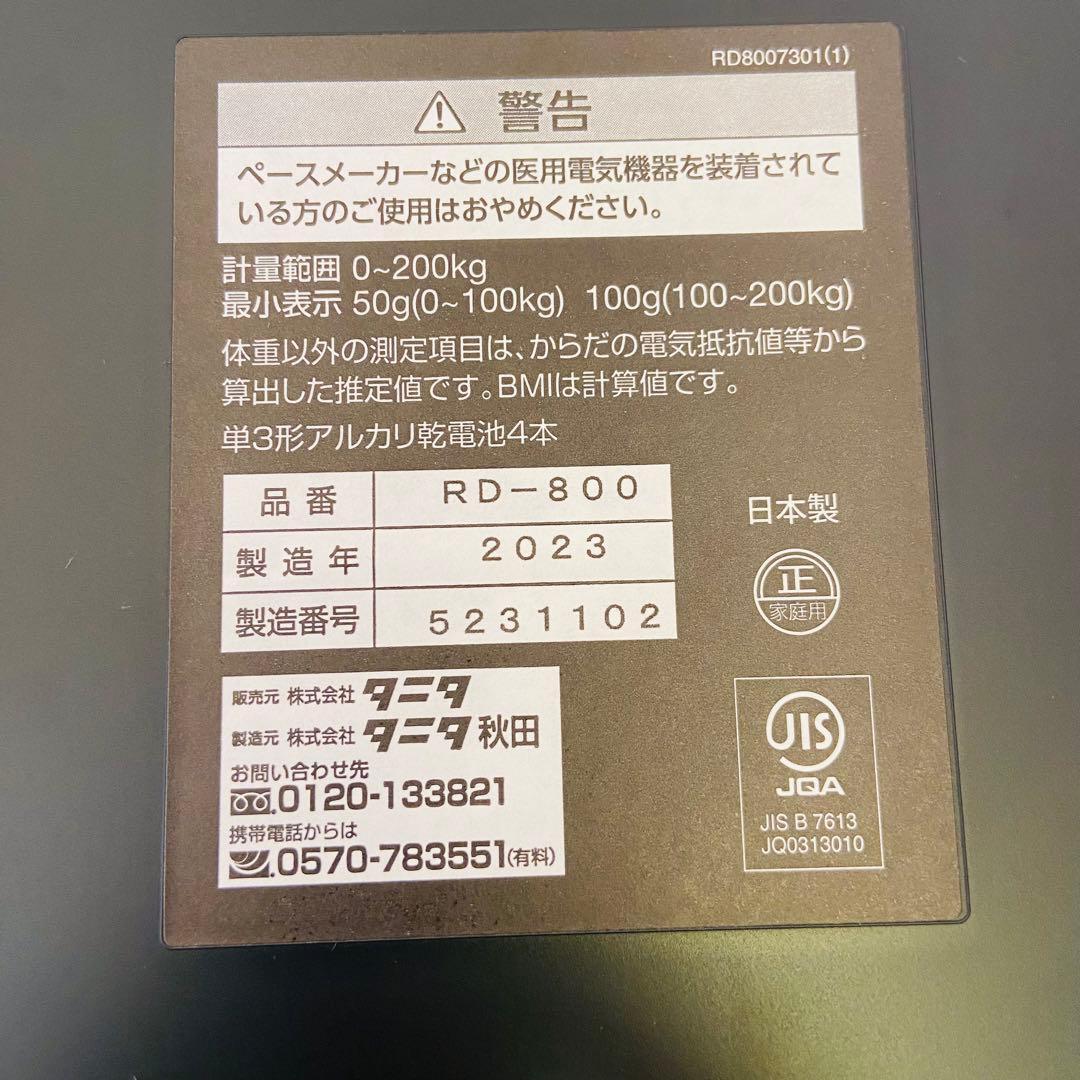 RD8007301(1)
警告
ペースメーカーなどの医用電気機器を装着されて
いる方のご使用はおやめください。
計量範囲 0~200kg
最小表示 50g(0~100kg) 100g(100~200kg)
体重以外の測定項目は、からだの電気抵抗値等から
算出した推定値です。BMIは計算値です。
単3形アルカリ乾電池4本
品番 RD-800
製造年 2023
製造番号 5231102
日本製
正
家庭用
販売元 株式会社 タニタ
製造元 株式会社 タニタ秋田
お問い合わせ先
0120-133821
携帯電話からは
0570-783551(有料)
JIS
JQA
JIS B 7613
JQ0313010